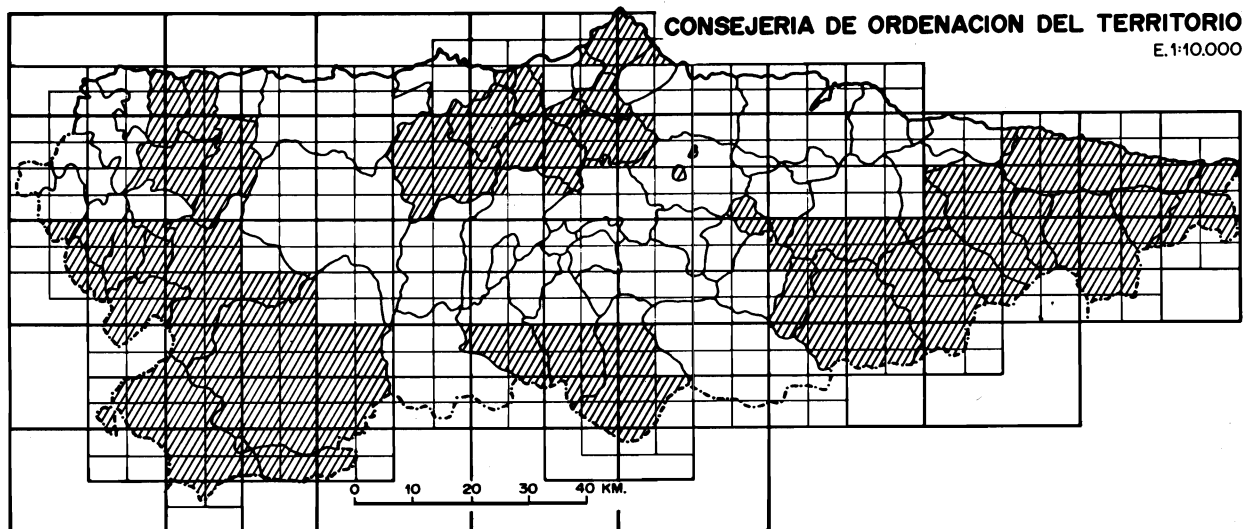 CONSEJERIA DE ORDENACION DEL TERRITORIO
E. 1:10.000
0 10 20 30 40 KM.